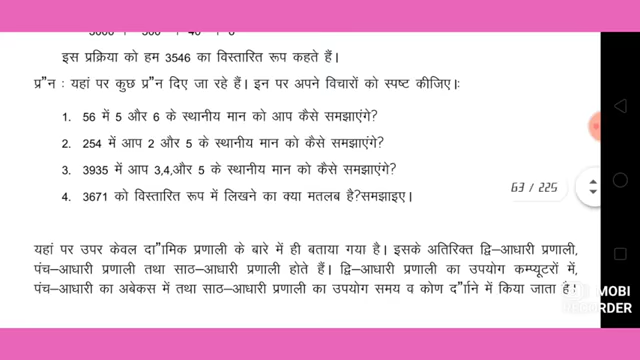 इस प्रक्रिया को हम 3546 का विस्तारित रूप कहते हैं।
प्र"न : यहां पर कुछ प्र"न दिए जा रहे हैं। इन पर अपने विचारों को स्पष्ट कीजिए।:
1. 56 में 5 और 6 के स्थानीय मान को आप कैसे समझाएंगे?
2. 254 में आप 2 और 5 के स्थानीय मान को कैसे समझाएंगे?
3. 3935 में आप 3,4,और 5 के स्थानीय मान को कैसे समझाएंगे?
4. 3671 को विस्तारित रूप में लिखने का क्या मतलब है?समझाइए।
63 / 225
यहां पर उपर केवल दा"ामिक प्रणाली के बारे में ही बताया गया है। इसके अतिरिक्त द्वि–आधारी प्रणाली,
पंच–आधारी प्रणाली तथा साठ–आधारी प्रणाली होते हैं। द्वि–आधारी प्रणाली का उपयोग कम्प्यूटरों में,
पंच–आधारी का अबेकस में तथा साठ–आधारी प्रणाली का उपयोग समय व कोण द"ार्ाने में किया जाता है।
MOBI
RECORDER